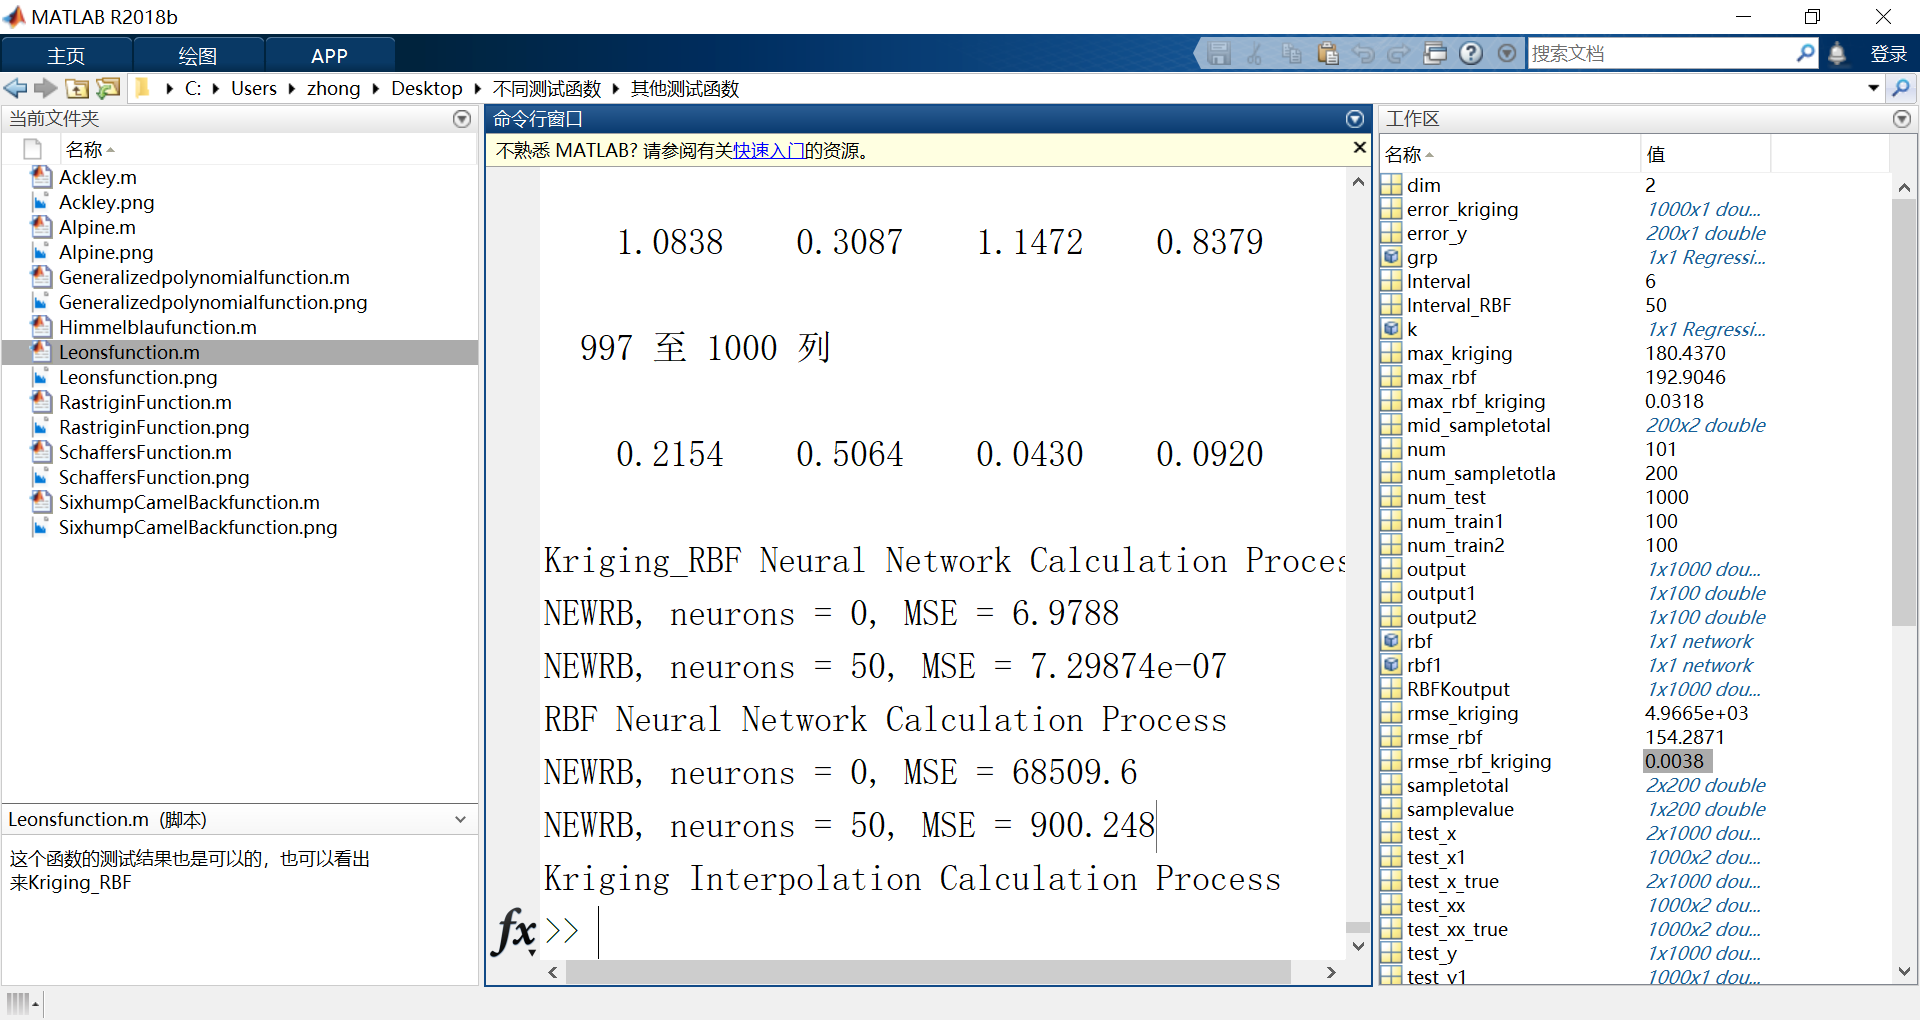 MATLAB R2018b
主页
绘图
APP
搜索文档
登录
C: Users zhong Desktop 不同测试函数 其他测试函数
当前文件夹
名称
Ackley.m
Ackley.png
Alpine.m
Alpine.png
Generalizedpolynomialfunction.m
Generalizedpolynomialfunction.png
Himmelblaufunction.m
Leonsfunction.m
Leonsfunction.png
RastriginFunction.m
RastriginFunction.png
SchaffersFunction.m
SchaffersFunction.png
SixhumpCamelBackfunction.m
SixhumpCamelBackfunction.png
Leonsfunction.m (脚本)
这个函数的测试结果也是可以的，也可以看出
来Kriging_RBF
命令行窗口
不熟悉 MATLAB? 请参阅有关快速入门的资源。
1.0838 0.3087 1.1472 0.8379
997 至 1000 列
0.2154 0.5064 0.0430 0.0920
Kriging_RBF Neural Network Calculation Proces
NEWRB, neurons = 0, MSE = 6.9788
NEWRB, neurons = 50, MSE = 7.29874e-07
RBF Neural Network Calculation Process
NEWRB, neurons = 0, MSE = 68509.6
NEWRB, neurons = 50, MSE = 900.248
Kriging Interpolation Calculation Process
fx >>
工作区
名称 值
dim 2
error_kriging 1000x1 dou...
error_y 200x1 double
grp 1x1 Regressi...
Interval 6
Interval_RBF 50
k 1x1 Regressi...
max_kriging 180.4370
max_rbf 192.9046
max_rbf_kriging 0.0318
mid_sampletotal 200x2 double
num 101
num_sampletotla 200
num_test 1000
num_train1 100
num_train2 100
output 1x1000 dou...
output1 1x100 double
output2 1x100 double
rbf 1x1 network
rbf1 1x1 network
RBFKoutput 1x1000 dou...
rmse_kriging 4.9665e+03
rmse_rbf 154.2871
rmse_rbf_kriging 0.0038
sampletotal 2x200 double
samplevalue 1x200 double
test_x 2x1000 dou...
test_x1 1000x2 dou...
test_x_true 2x1000 dou...
test_xx 1000x2 dou...
test_xx_true 1000x2 dou...
test_y 1x1000 dou...
test_y1 1000x1 dou...